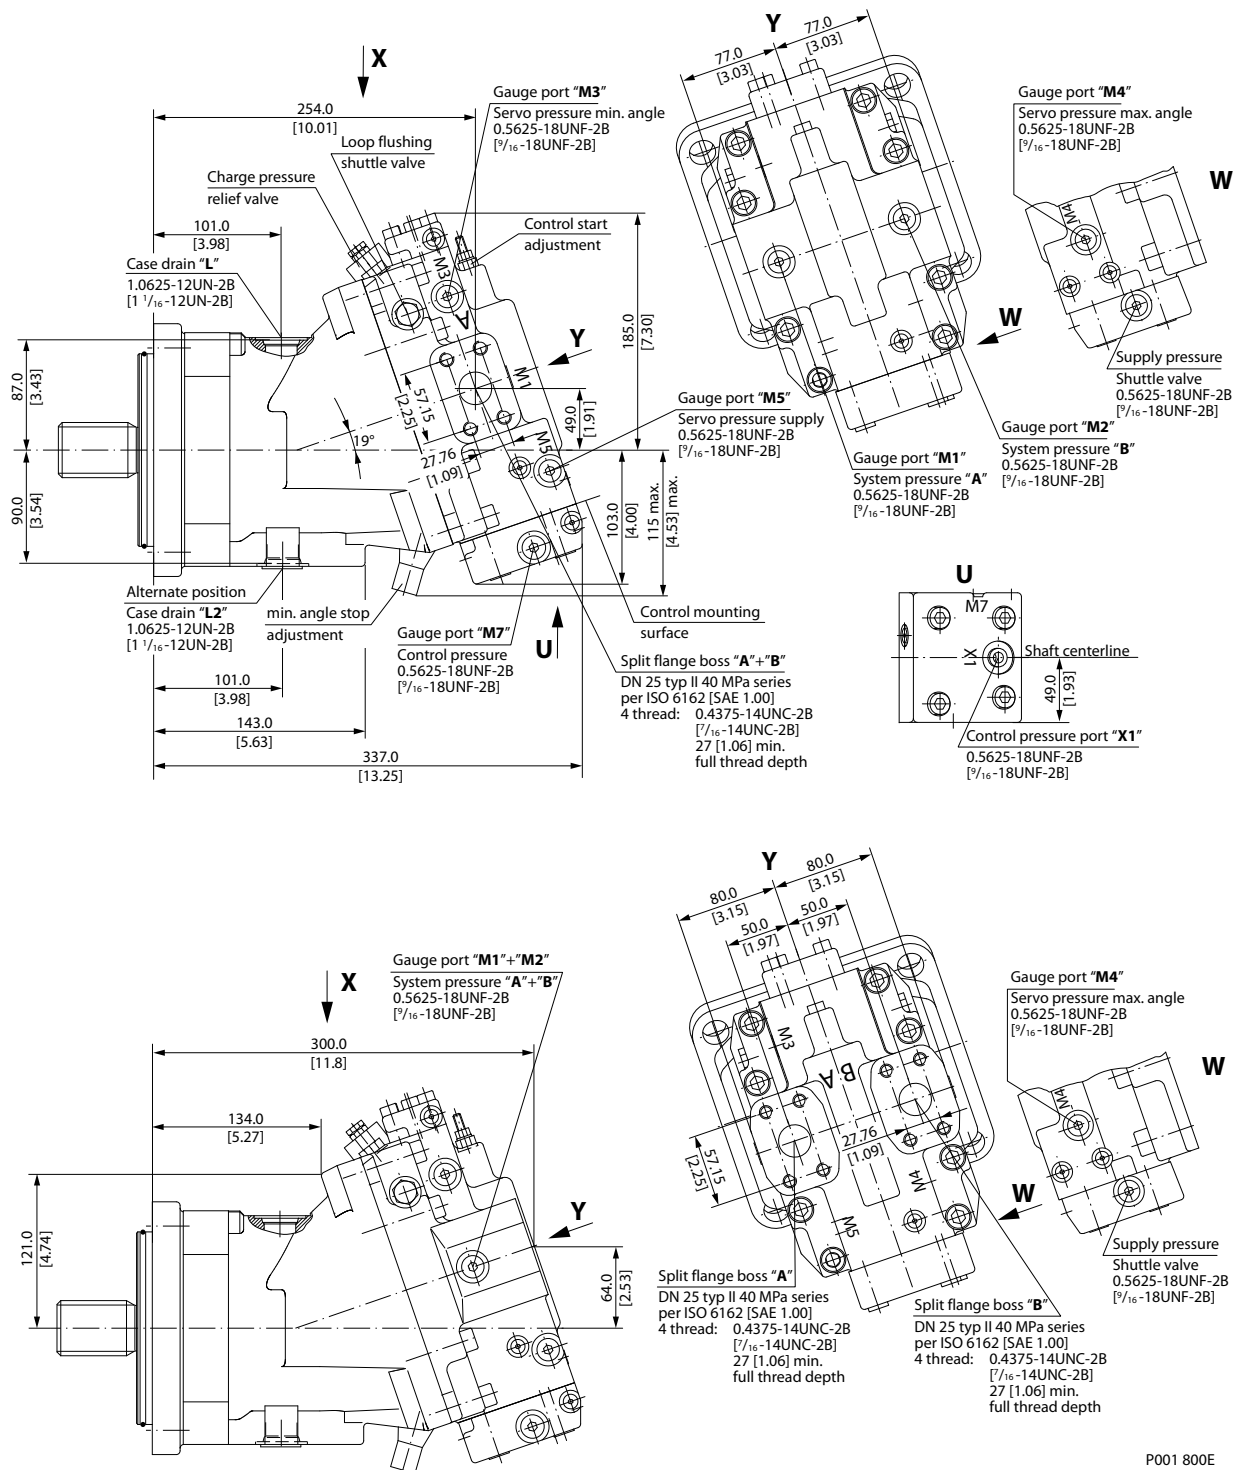 X
254.0
[10.01]
Gauge port “M3”
Servo pressure min. angle
0.5625-18UNF-2B
[9/16-18UNF-2B]
Loop flushing
shuttle valve
Charge pressure
relief valve
101.0
[3.98]
Case drain “L”
1.0625-12UN-2B
[1 1/16-12UN-2B]
Control start
adjustment
M3
A
M1
M5
185.0
[7.30]
Y
87.0
[3.43]
57.15
[2.25]
49.0
[1.91]
19°
27.76
[1.09]
90.0
[3.54]
Gauge port “M5”
Servo pressure supply
0.5625-18UNF-2B
[9/16-18UNF-2B]
103.0
[4.00]
115 max.
[4.53] max.
Alternate position
Case drain “L2”
1.0625-12UN-2B
[1 1/16-12UN-2B]
min. angle stop
adjustment
Gauge port “M7”
Control pressure
0.5625-18UNF-2B
[9/16-18UNF-2B]
U
Control mounting
surface
Split flange boss “A”+”B”
DN 25 typ II 40 MPa series
per ISO 6162 [SAE 1.00]
4 thread: 0.4375-14UNC-2B
[7/16-14UNC-2B]
27 [1.06] min.
full thread depth
101.0
[3.98]
143.0
[5.63]
337.0
[13.25]
Y
77.0
[3.03]
77.0
[3.03]
W
Gauge port “M1”
System pressure “A”
0.5625-18UNF-2B
[9/16-18UNF-2B]
Gauge port “M2”
System pressure “B”
0.5625-18UNF-2B
[9/16-18UNF-2B]
Gauge port “M4”
Servo pressure max. angle
0.5625-18UNF-2B
[9/16-18UNF-2B]
W
M4
Supply pressure
Shuttle valve
0.5625-18UNF-2B
[9/16-18UNF-2B]
U
M7
X1
Shaft centerline
49.0
[1.93]
Control pressure port “X1”
0.5625-18UNF-2B
[9/16-18UNF-2B]
X
Gauge port “M1”+”M2”
System pressure “A”+”B”
0.5625-18UNF-2B
[9/16-18UNF-2B]
300.0
[11.8]
134.0
[5.27]
121.0
[4.74]
Y
64.0
[2.53]
Y
80.0
[3.15]
80.0
[3.15]
50.0
[1.97]
50.0
[1.97]
M3
B A
27.76
[1.09]
57.15
[2.25]
M4
M5
W
Split flange boss “A”
DN 25 typ II 40 MPa series
per ISO 6162 [SAE 1.00]
4 thread: 0.4375-14UNC-2B
[7/16-14UNC-2B]
27 [1.06] min.
full thread depth
Split flange boss “B”
DN 25 typ II 40 MPa series
per ISO 6162 [SAE 1.00]
4 thread: 0.4375-14UNC-2B
[7/16-14UNC-2B]
27 [1.06] min.
full thread depth
Gauge port “M4”
Servo pressure max. angle
0.5625-18UNF-2B
[9/16-18UNF-2B]
W
M4
Supply pressure
Shuttle valve
0.5625-18UNF-2B
[9/16-18UNF-2B]
P001 800E